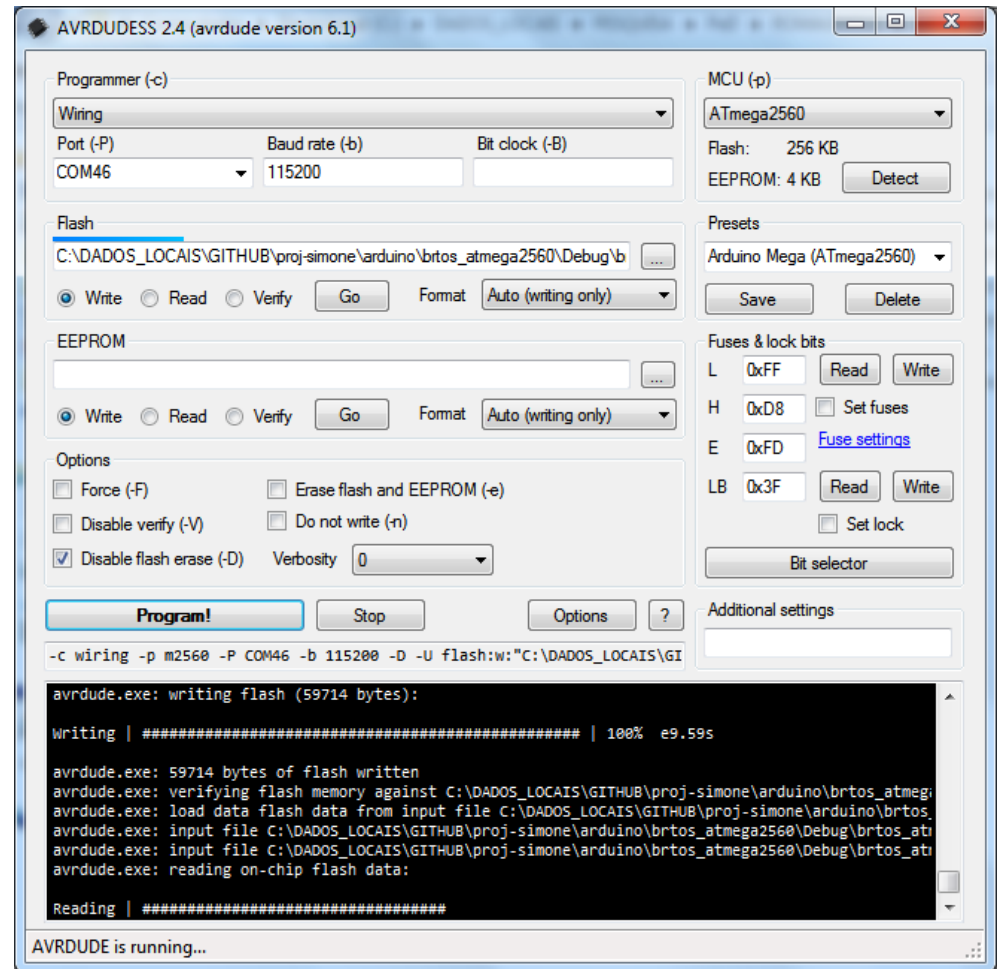 AVRDUDESS 2.4 (avrdude version 6.1)
Programmer (-c)
Wiring
Port (-P) Baud rate (-b) Bit clock (-B)
COM46 115200
MCU (-p)
ATmega2560
Flash: 256 KB
EEPROM: 4 KB Detect
Flash
C:\DADOS_LOCAIS\GITHUB\proj-simone\arduino\brtos_atmega2560\Debug\b ...
Write Read Verify Go Format Auto (writing only)
Presets
Arduino Mega (ATmega2560)
Save Delete
EEPROM
...
Write Read Verify Go Format Auto (writing only)
Fuses & lock bits
L 0xFF Read Write
H 0xD8 Set fuses
E 0xFD Fuse settings
LB 0x3F Read Write
Set lock
Bit selector
Options
Force (-F) Erase flash and EEPROM (-e)
Disable verify (-V) Do not write (-n)
Disable flash erase (-D) Verbosity 0
Program! Stop Options ?
Additional settings
-c wiring -p m2560 -P COM46 -b 115200 -D -U flash:w:"C:\DADOS_LOCAIS\GI
avrdude.exe: writing flash (59714 bytes):
Writing | ################################################## | 100% e9.59s
avrdude.exe: 59714 bytes of flash written
avrdude.exe: verifying flash memory against C:\DADOS_LOCAIS\GITHUB\proj-simone\arduino\brtos_atmega
avrdude.exe: load data flash data from input file C:\DADOS_LOCAIS\GITHUB\proj-simone\arduino\brtos_
avrdude.exe: input file C:\DADOS_LOCAIS\GITHUB\proj-simone\arduino\brtos_atmega2560\Debug\brtos_atm
avrdude.exe: input file C:\DADOS_LOCAIS\GITHUB\proj-simone\arduino\brtos_atmega2560\Debug\brtos_atm
avrdude.exe: reading on-chip flash data:
Reading | ##################################
AVRDUDE is running...